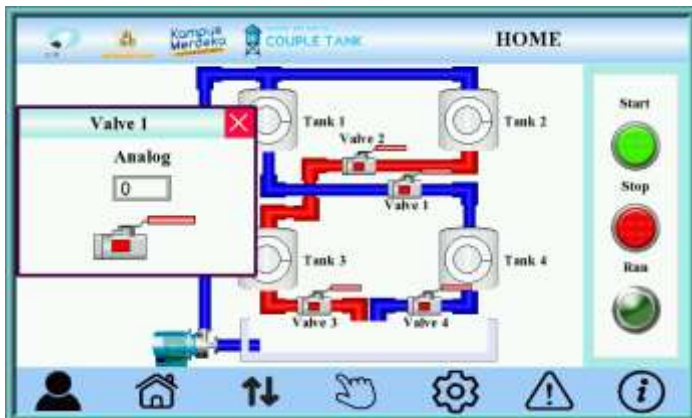 Kampus
Merdeka
COUPLE TANK
HOME
Valve 1
Analog
0
Tank 1
Tank 2
Valve 2
Valve 1
Tank 3
Tank 4
Valve 3
Valve 4
Start
Stop
Run